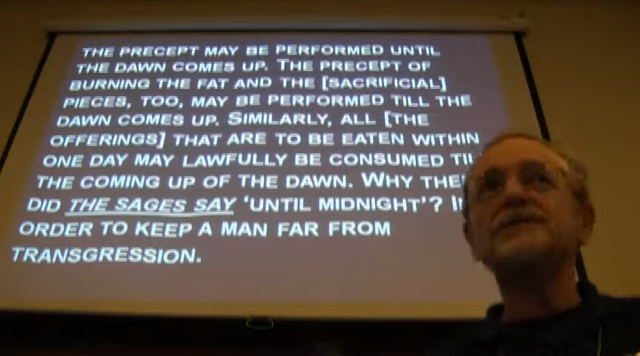 THE PRECEPT MAY BE PERFORMED UNTIL
THE DAWN COMES UP. THE PRECEPT OF
BURNING THE FAT AND THE [SACRIFICIAL]
PIECES, TOO, MAY BE PERFORMED TILL THE
DAWN COMES UP. SIMILARLY, ALL [THE
OFFERINGS] THAT ARE TO BE EATEN WITHIN
ONE DAY MAY LAWFULLY BE CONSUMED
THE COMING UP OF THE DAWN. WHY
DID THE SAGES SAY ‘UNTIL MIDNIGHT’?
ORDER TO KEEP A MAN FAR FROM
TRANSGRESSION.